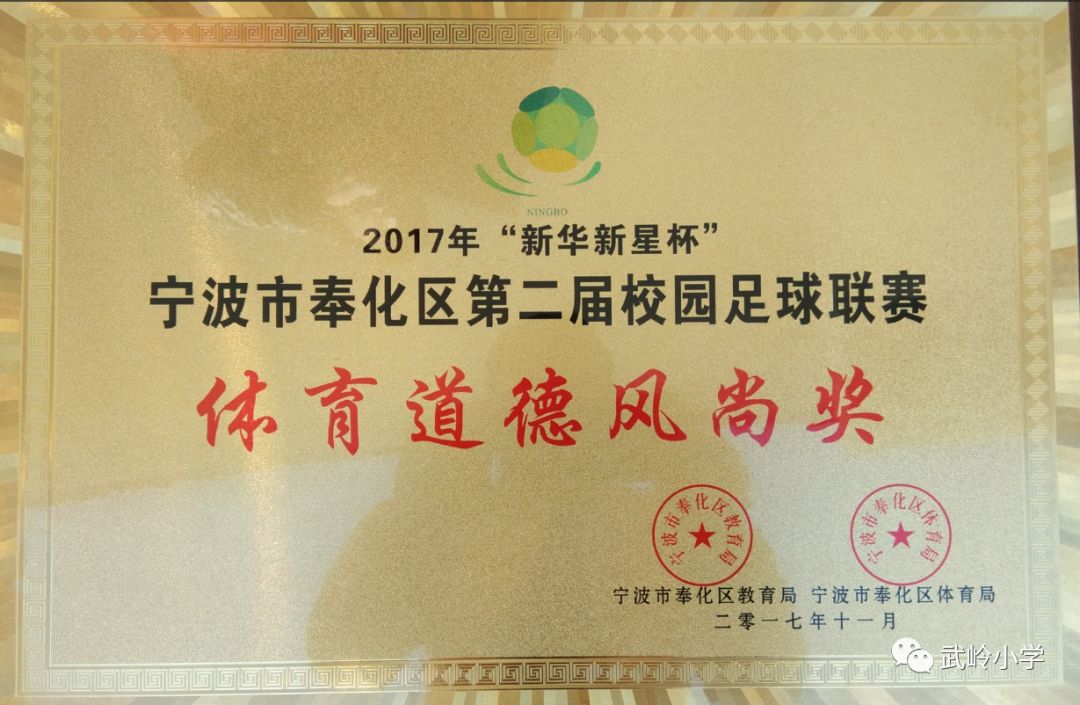 NINGBO
2017年“新华新星杯”
宁波市奉化区第二届校园足球联赛
体育道德风尚奖
宁波市奉化区教育局
宁波市奉化区体育局
宁波市奉化区教育局 宁波市奉化区体育局
二零一七年十一月
武岭小学